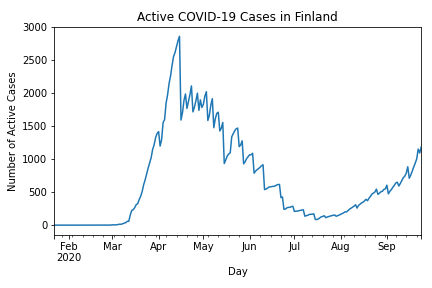 Active COVID-19 Cases in Finland
Number of Active Cases
3000
2500
2000
1500
1000
500
0
Feb Mar Apr May Jun Jul Aug Sep
2020
Day